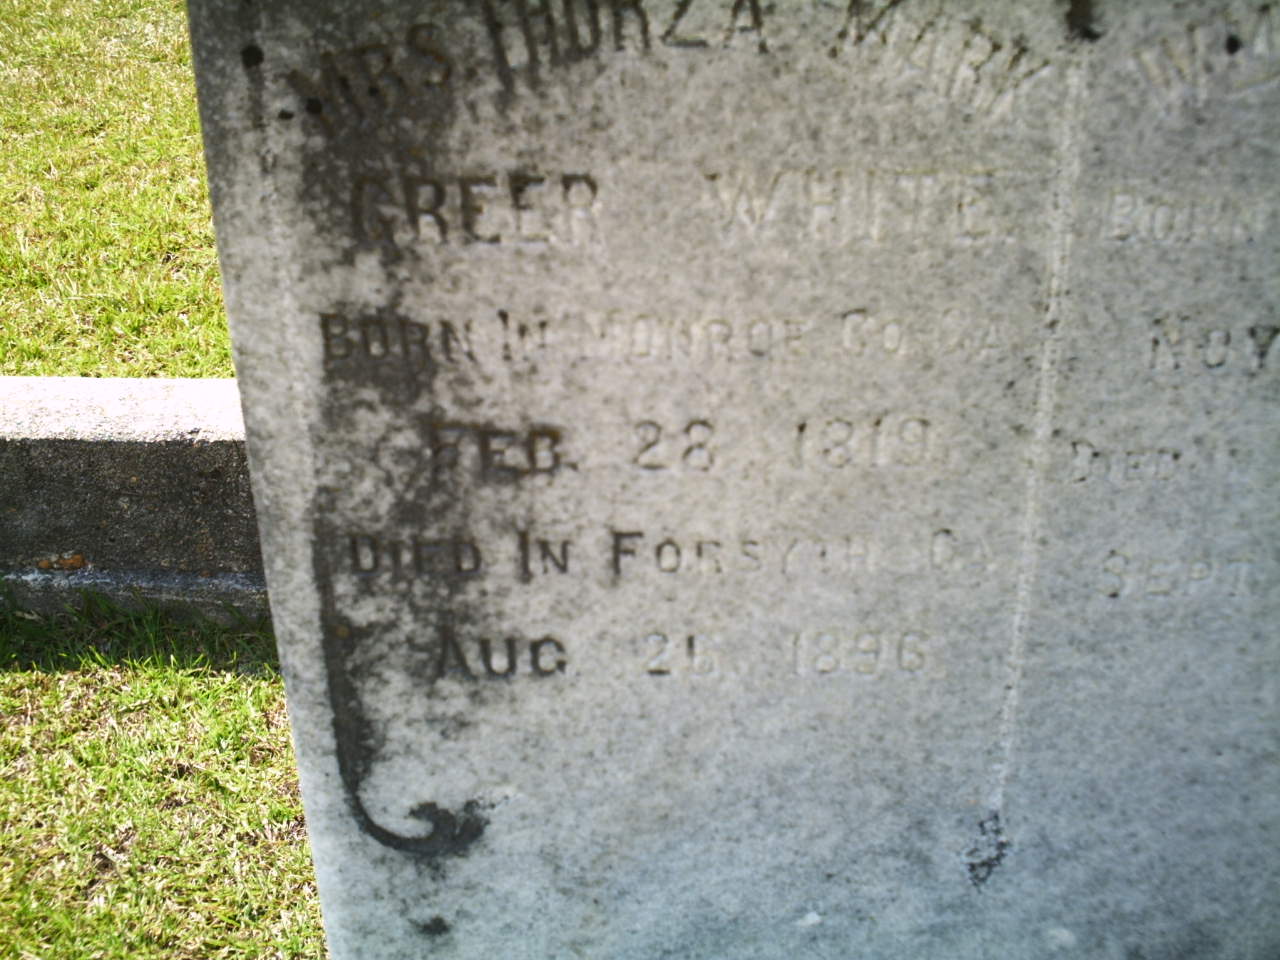 MRS. THURZA MARY
GREER WHITE.
BORN IN MONROE CO. GA
FEB. 28, 1819.
DIED IN FORSYTH GA.
AUG. 1896.
W.
BORN
NOV
DIED
SEPT